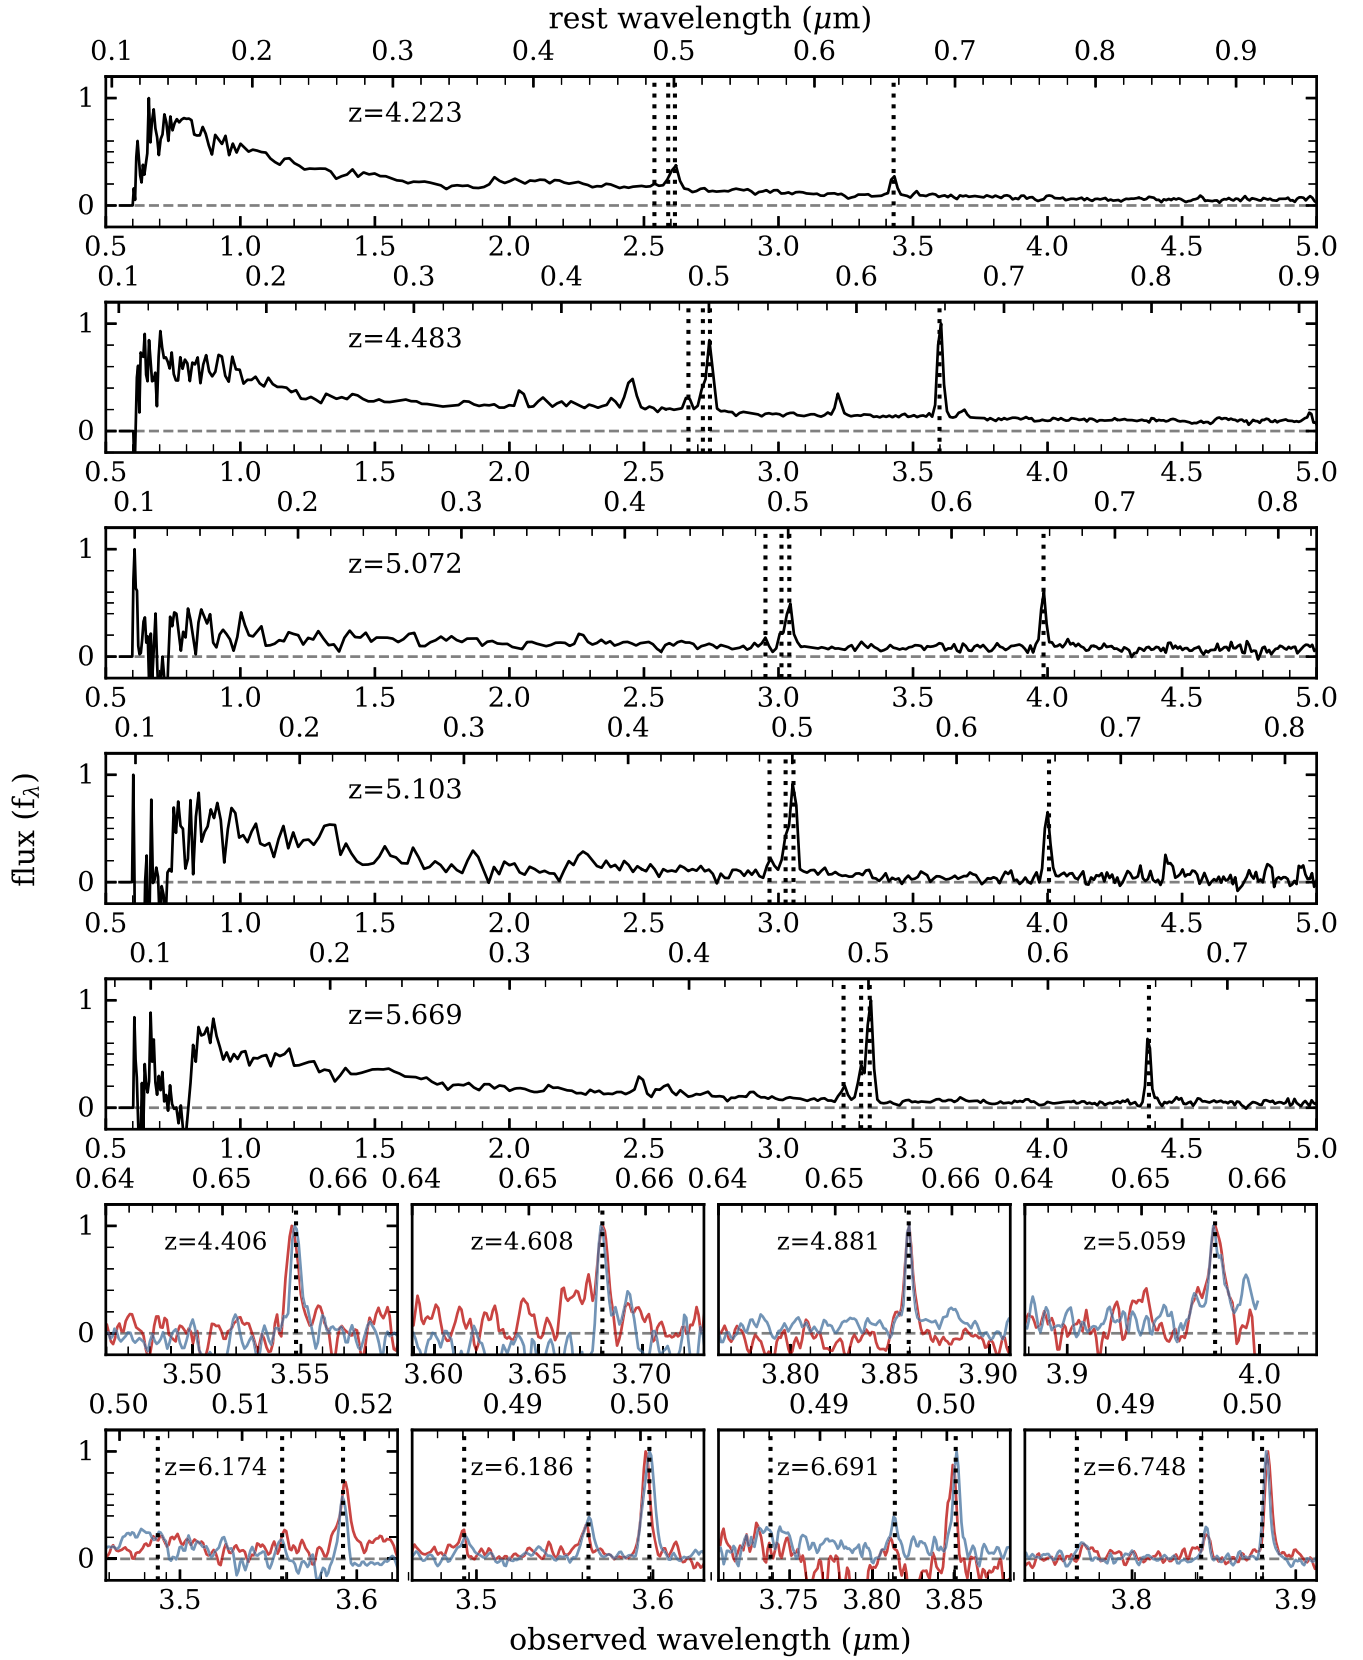 rest wavelength (μm)
0.1 0.2 0.3 0.4 0.5 0.6 0.7 0.8 0.9
1
z=4.223
0
0.5 1.0 1.5 2.0 2.5 3.0 3.5 4.0 4.5 5.0
0.1 0.2 0.3 0.4 0.5 0.6 0.7 0.8 0.9
1
z=4.483
0
0.5 1.0 1.5 2.0 2.5 3.0 3.5 4.0 4.5 5.0
0.1 0.2 0.3 0.4 0.5 0.6 0.7 0.8
1
z=5.072
0
0.5 1.0 1.5 2.0 2.5 3.0 3.5 4.0 4.5 5.0
0.1 0.2 0.3 0.4 0.5 0.6 0.7 0.8
1
z=5.103
flux (fλ)
0
0.5 1.0 1.5 2.0 2.5 3.0 3.5 4.0 4.5 5.0
0.1 0.2 0.3 0.4 0.5 0.6 0.7
1
z=5.669
0
0.5 1.0 1.5 2.0 2.5 3.0 3.5 4.0 4.5 5.0
0.64 0.65 0.66 0.64 0.65 0.66 0.64 0.65 0.66 0.64 0.65 0.66
1
z=4.406 z=4.608 z=4.881 z=5.059
0
3.50 3.55 3.60 3.65 3.70 3.80 3.85 3.90 3.9 4.0
0.50 0.51 0.52 0.49 0.50 0.49 0.50 0.49 0.50
1
z=6.174 z=6.186 z=6.691 z=6.748
0
3.5 3.6 3.5 3.6 3.75 3.80 3.85 3.8 3.9
observed wavelength (μm)